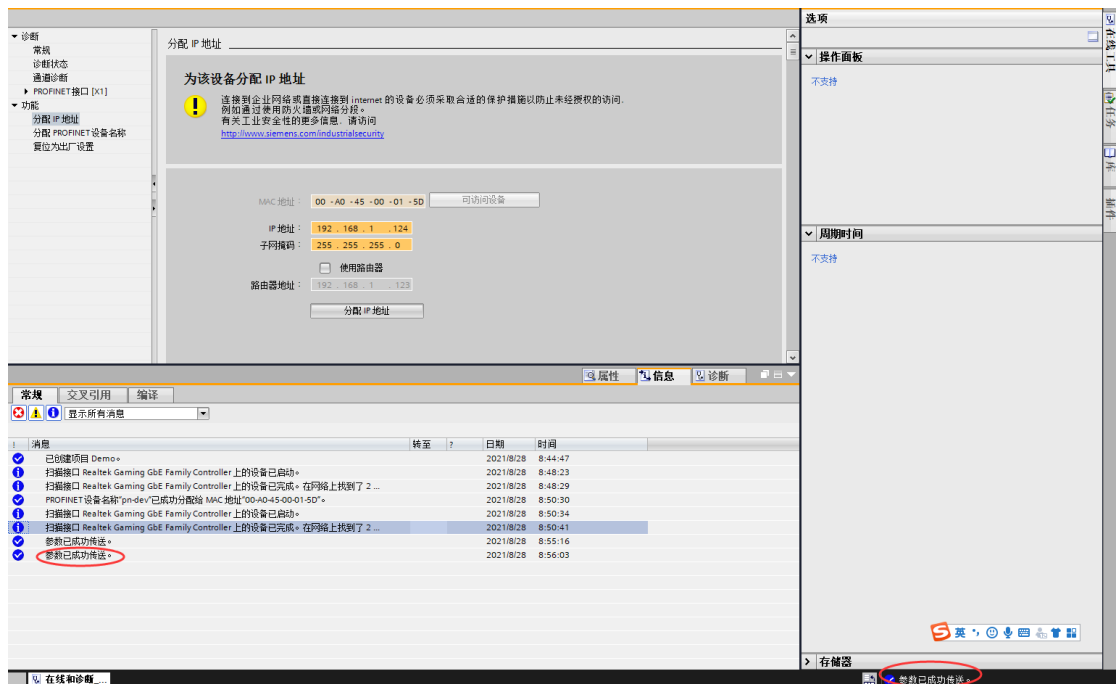 诊断
常规
诊断状态
通道诊断
PROFINET接口 [X1]
功能
分配 IP 地址
分配 PROFINET 设备名称
复位为出厂设置
分配 IP 地址
为该设备分配 IP 地址
连接到企业网络或直接连接到 internet 的设备必须采取合适的保护措施以防止未经授权的访问.
例如通过使用防火墙或网络分段。
有关工业安全性的更多信息, 请访问
http://www.siemens.com/industrialsecurity
MAC 地址: 00 -A0 -45 -00 -01 -5D 可访问设备
IP 地址: 192 . 168 . 1 . 124
子网掩码: 255 . 255 . 255 . 0
使用路由器
路由器地址: 192 . 168 . 1 . 123
分配 IP 地址
属性 信息 诊断
常规 交叉引用 编译
显示所有消息
! 消息 转至 ? 日期 时间
已创建项目 Demo。 2021/8/28 8:44:47
扫描接口 Realtek Gaming GbE Family Controller 上的设备已启动。 2021/8/28 8:48:23
扫描接口 Realtek Gaming GbE Family Controller 上的设备已完成。在网络上找到了 2 ... 2021/8/28 8:48:29
PROFINET 设备名称"pn-dev"已成功分配给 MAC 地址"00-A0-45-00-01-5D"。 2021/8/28 8:50:30
扫描接口 Realtek Gaming GbE Family Controller 上的设备已启动。 2021/8/28 8:50:34
扫描接口 Realtek Gaming GbE Family Controller 上的设备已完成。在网络上找到了 2 ... 2021/8/28 8:50:41
参数已成功传送。 2021/8/28 8:55:16
参数已成功传送。 2021/8/28 8:56:03
在线和诊断_...
选项
操作面板
不支持
周期时间
不支持
存储器
英
参数已成功传送。
在线工具
任务
库
插件